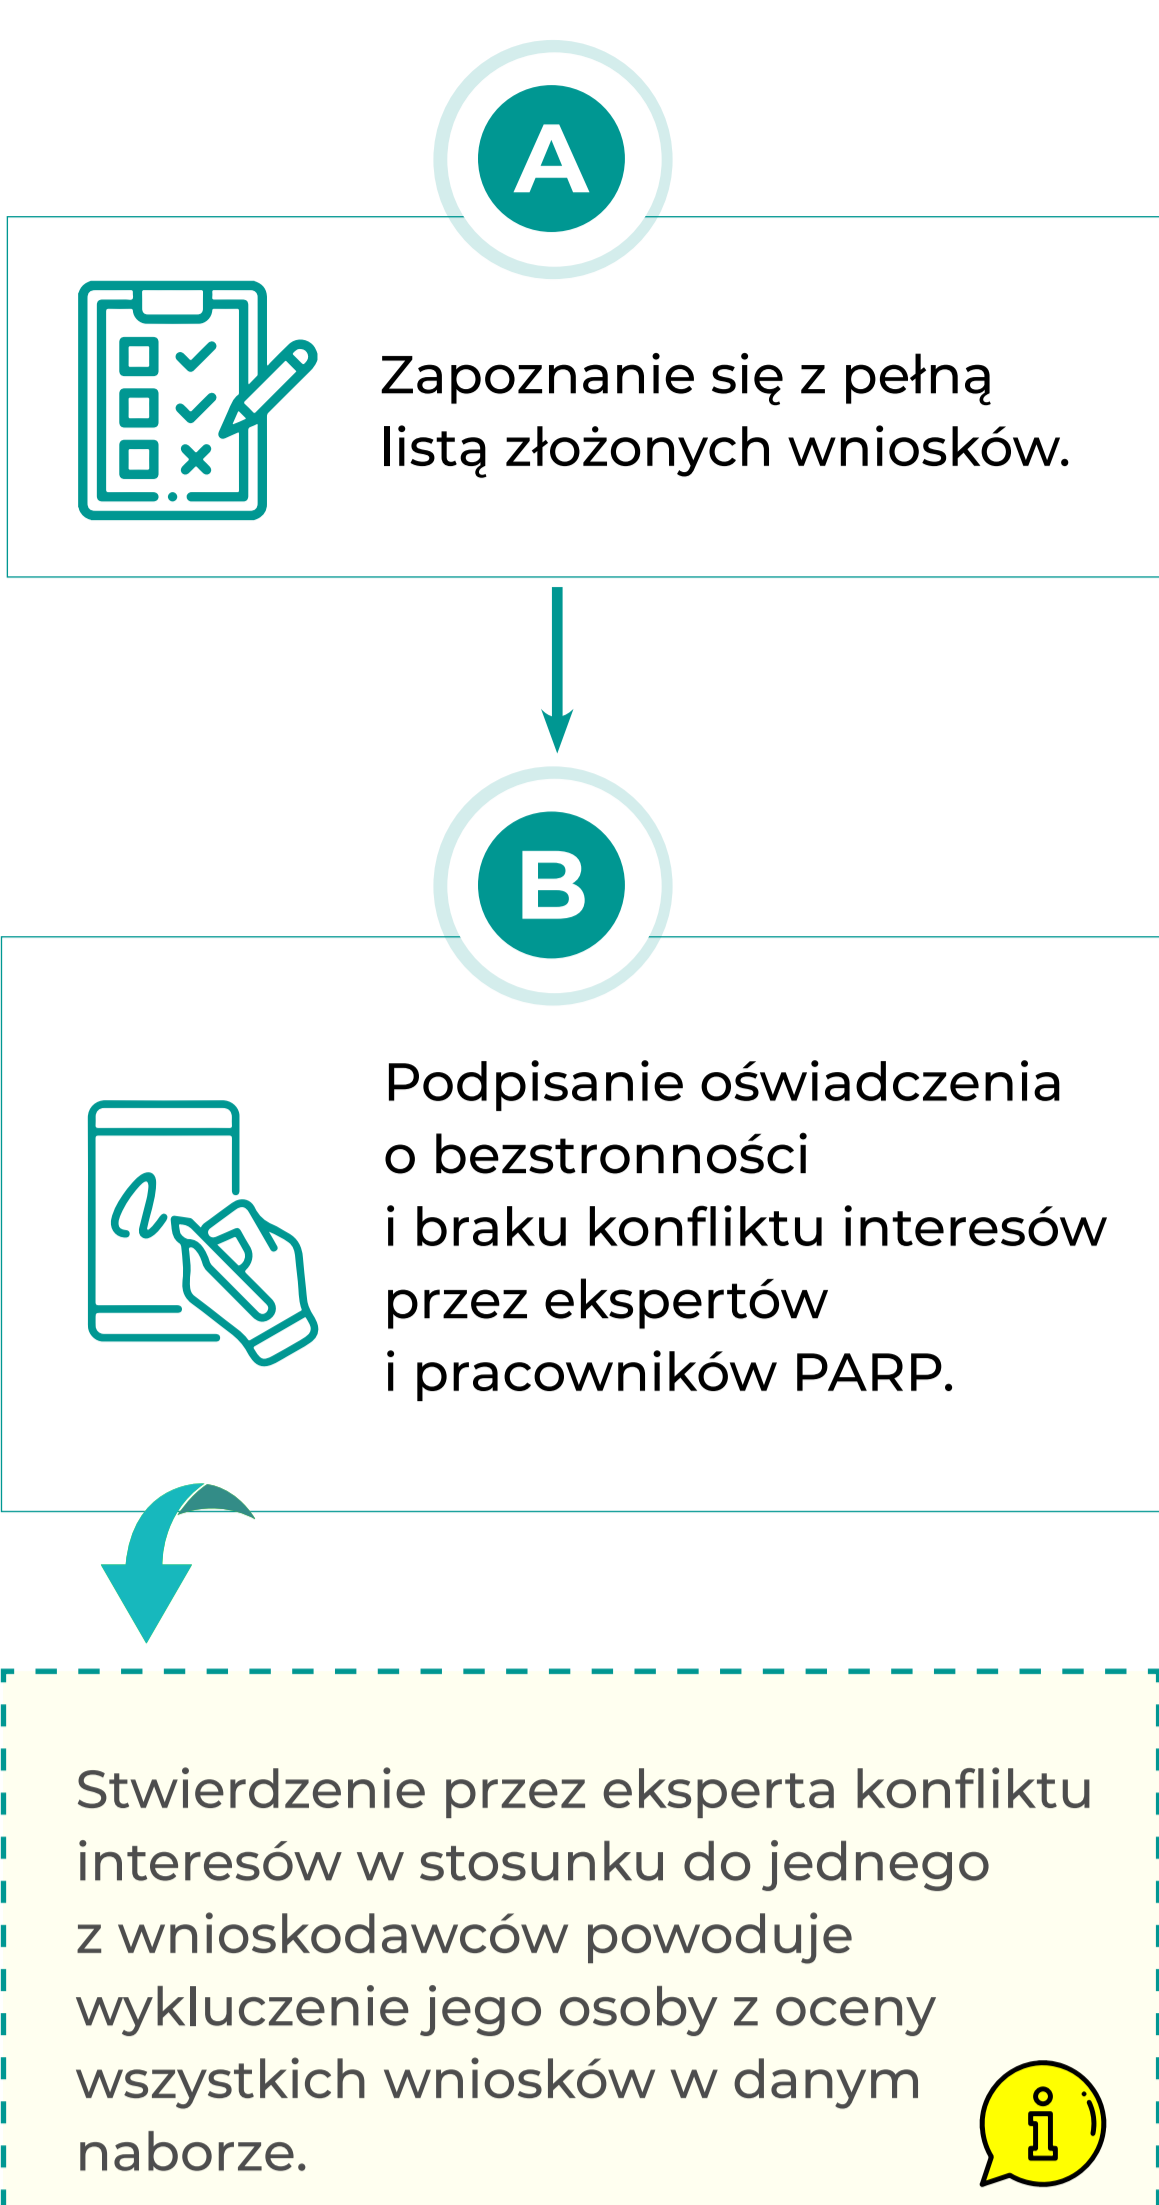 A
Zapoznanie się z pełną
listą złożonych wniosków.
B
Podpisanie oświadczenia
o bezstronności
i braku konfliktu interesów
przez ekspertów
i pracowników PARP.
Stwierdzenie przez eksperta konfliktu
interesów w stosunku do jednego
z wnioskodawców powoduje
wykluczenie jego osoby z oceny
wszystkich wniosków w danym
naborze.
i